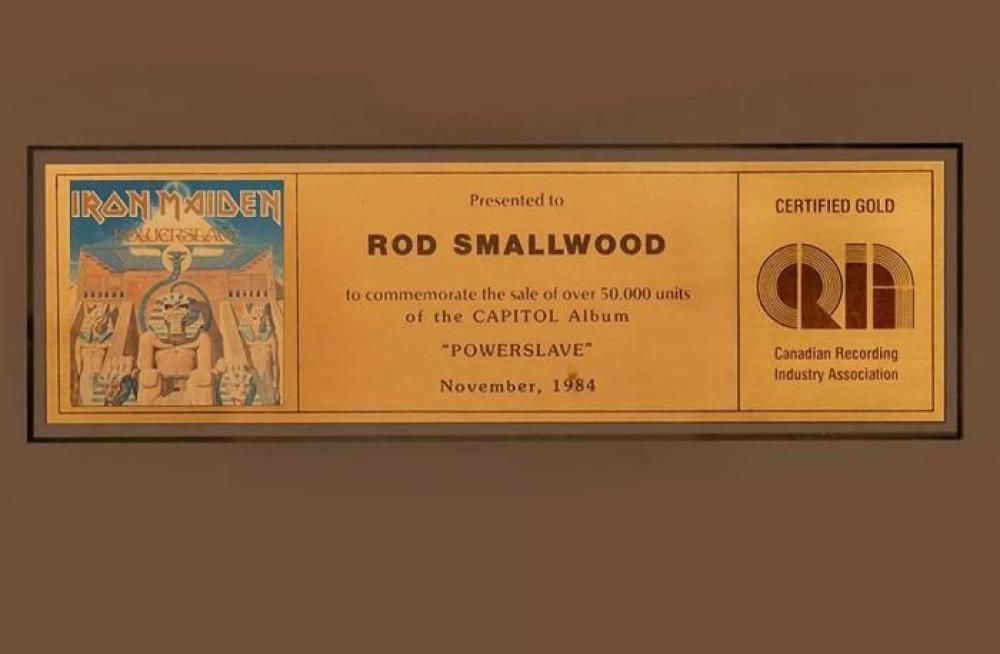 IRON MAIDEN
POWERSLAVE
Presented to
ROD SMALLWOOD
to commemorate the sale of over 50.000 units
of the CAPITOL Album
"POWERSLAVE"
November, 1984
CERTIFIED GOLD
Canadian Recording
Industry Association